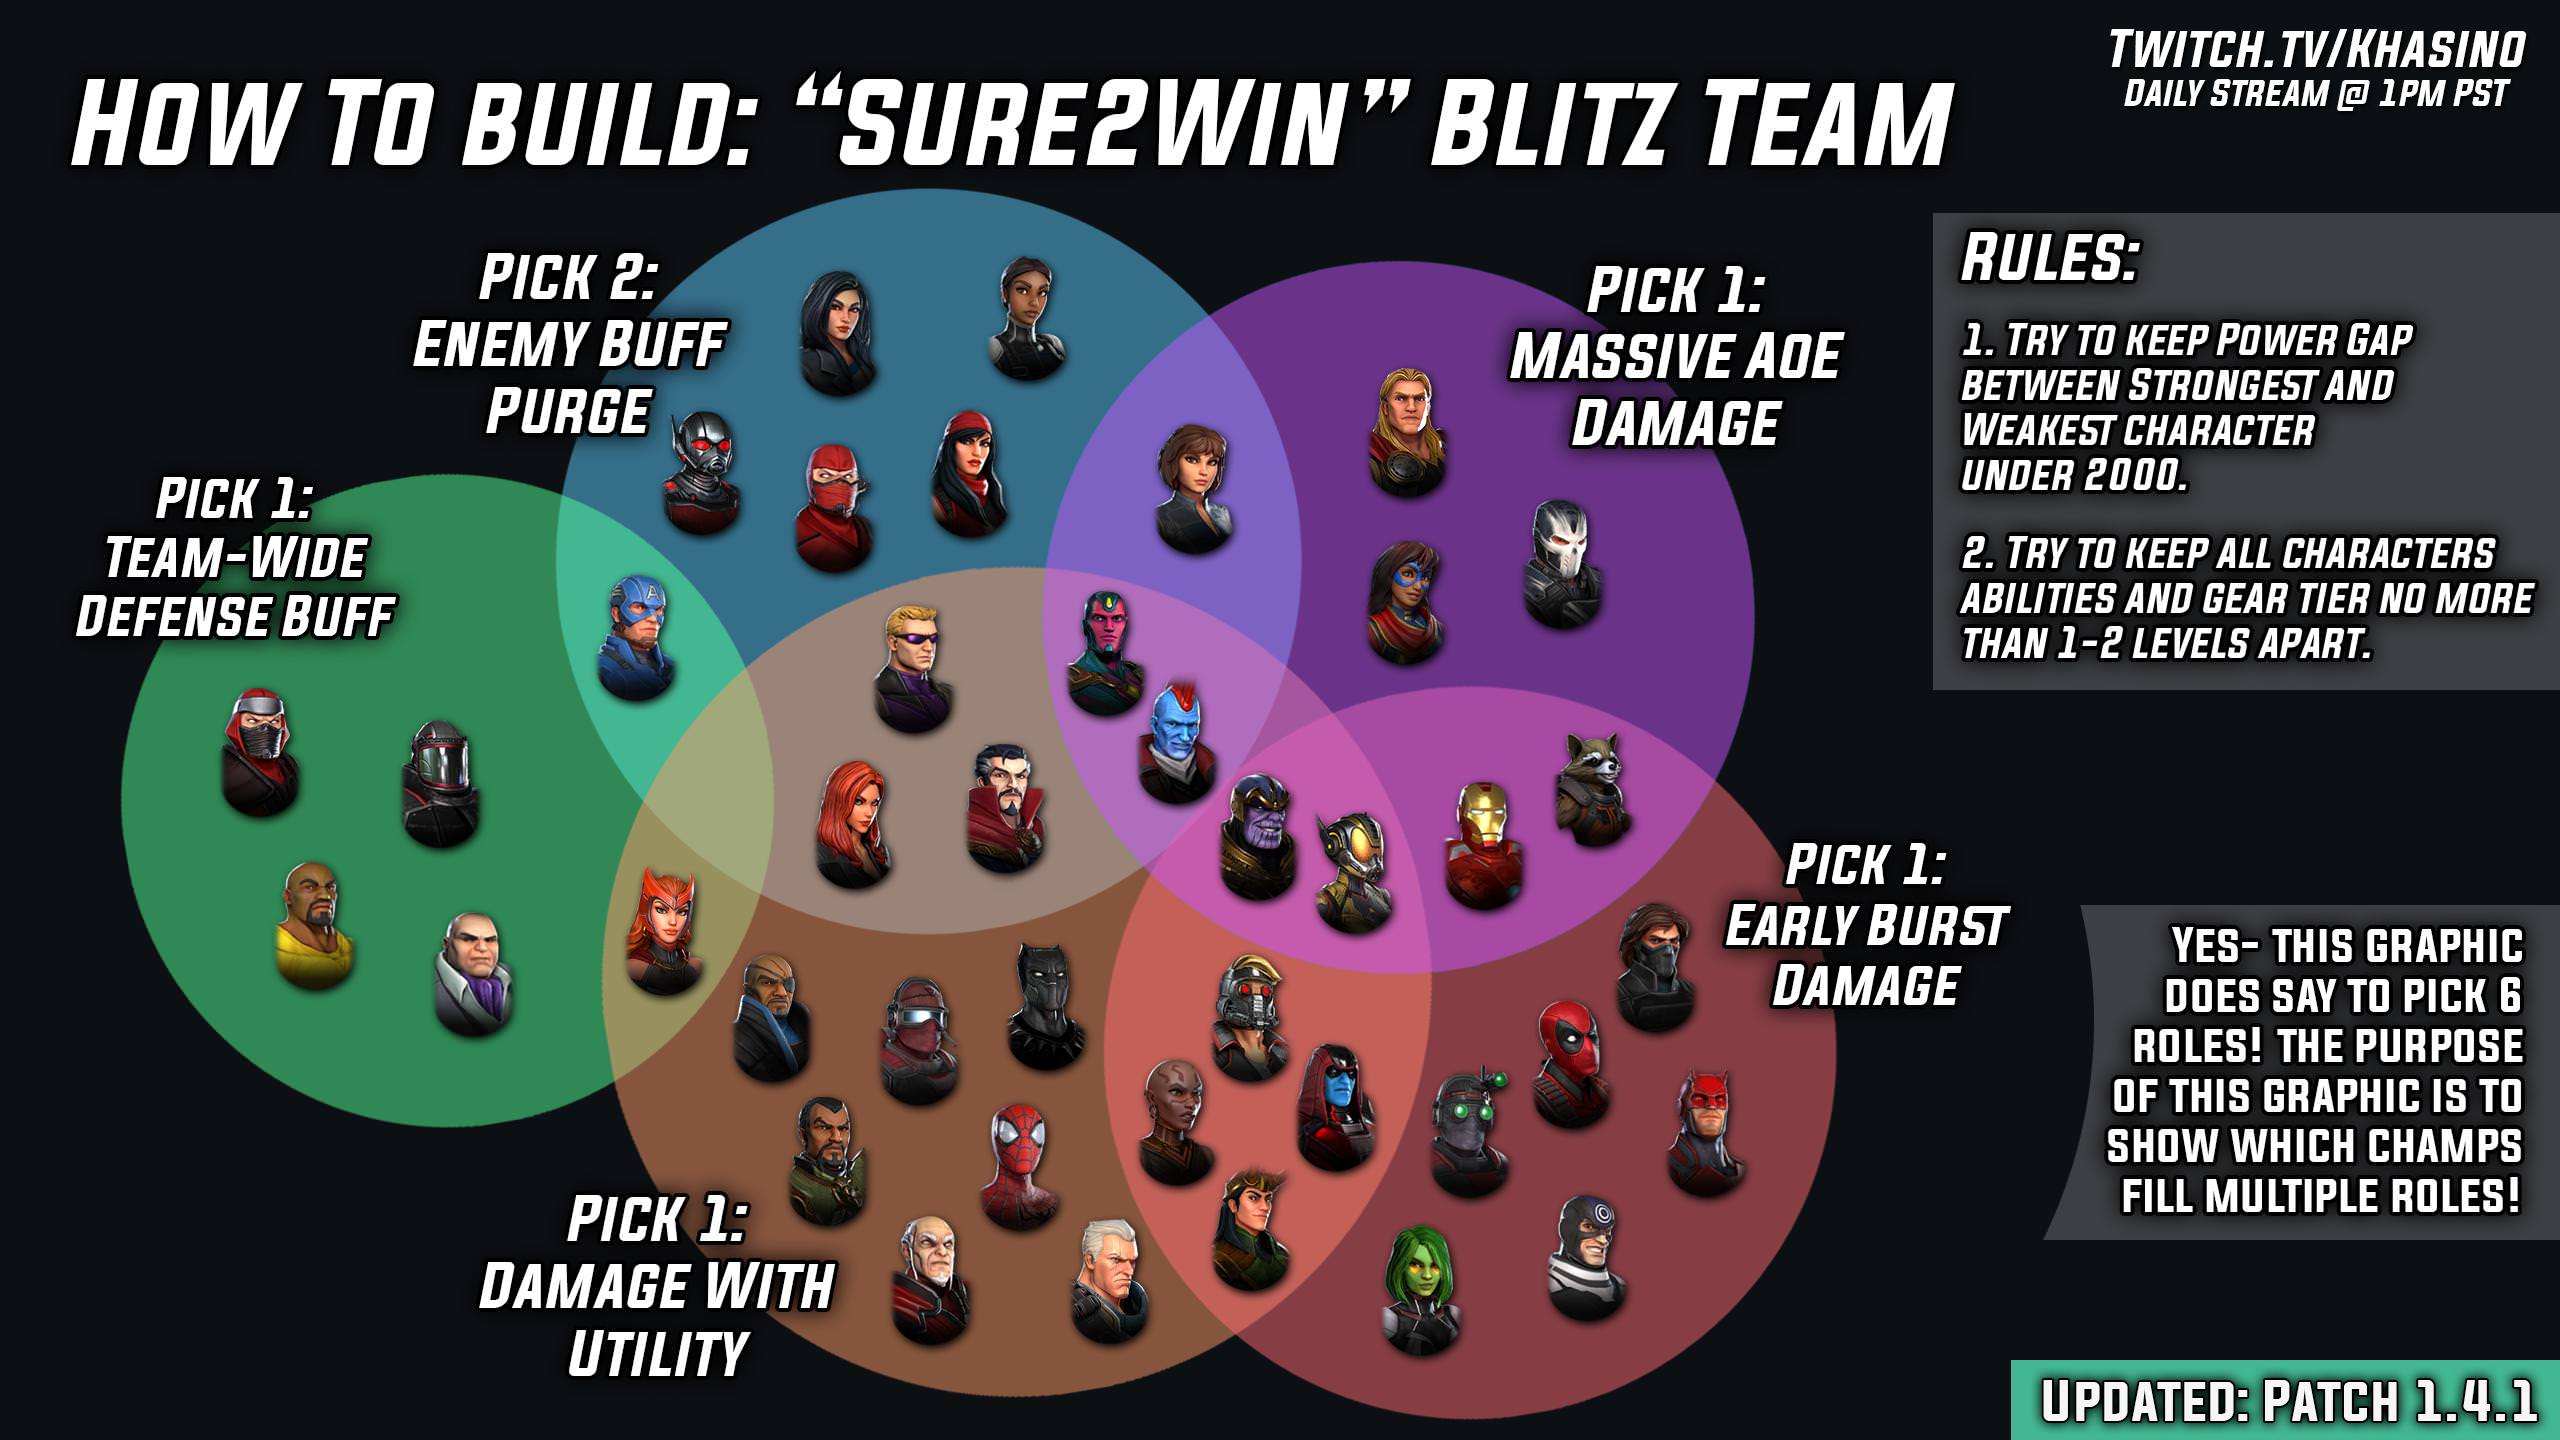 HOW TO BUILD: “SURE2WIN” BLITZ TEAM
TWITCH.TV/KHASINO
DAILY STREAM @ 1PM PST
PICK 2:
ENEMY BUFF
PURGE
PICK 1:
MASSIVE AOE
DAMAGE
PICK 1:
TEAM-WIDE
DEFENSE BUFF
PICK 1:
EARLY BURST
DAMAGE
PICK 1:
DAMAGE WITH
UTILITY
RULES:
1. TRY TO KEEP POWER GAP
BETWEEN STRONGEST AND
WEAKEST CHARACTER
UNDER 2000.
2. TRY TO KEEP ALL CHARACTERS
ABILITIES AND GEAR TIER NO MORE
THAN 1-2 LEVELS APART.
YES- THIS GRAPHIC
DOES SAY TO PICK 6
ROLES! THE PURPOSE
OF THIS GRAPHIC IS TO
SHOW WHICH CHAMPS
FILL MULTIPLE ROLES!
UPDATED: PATCH 1.4.1